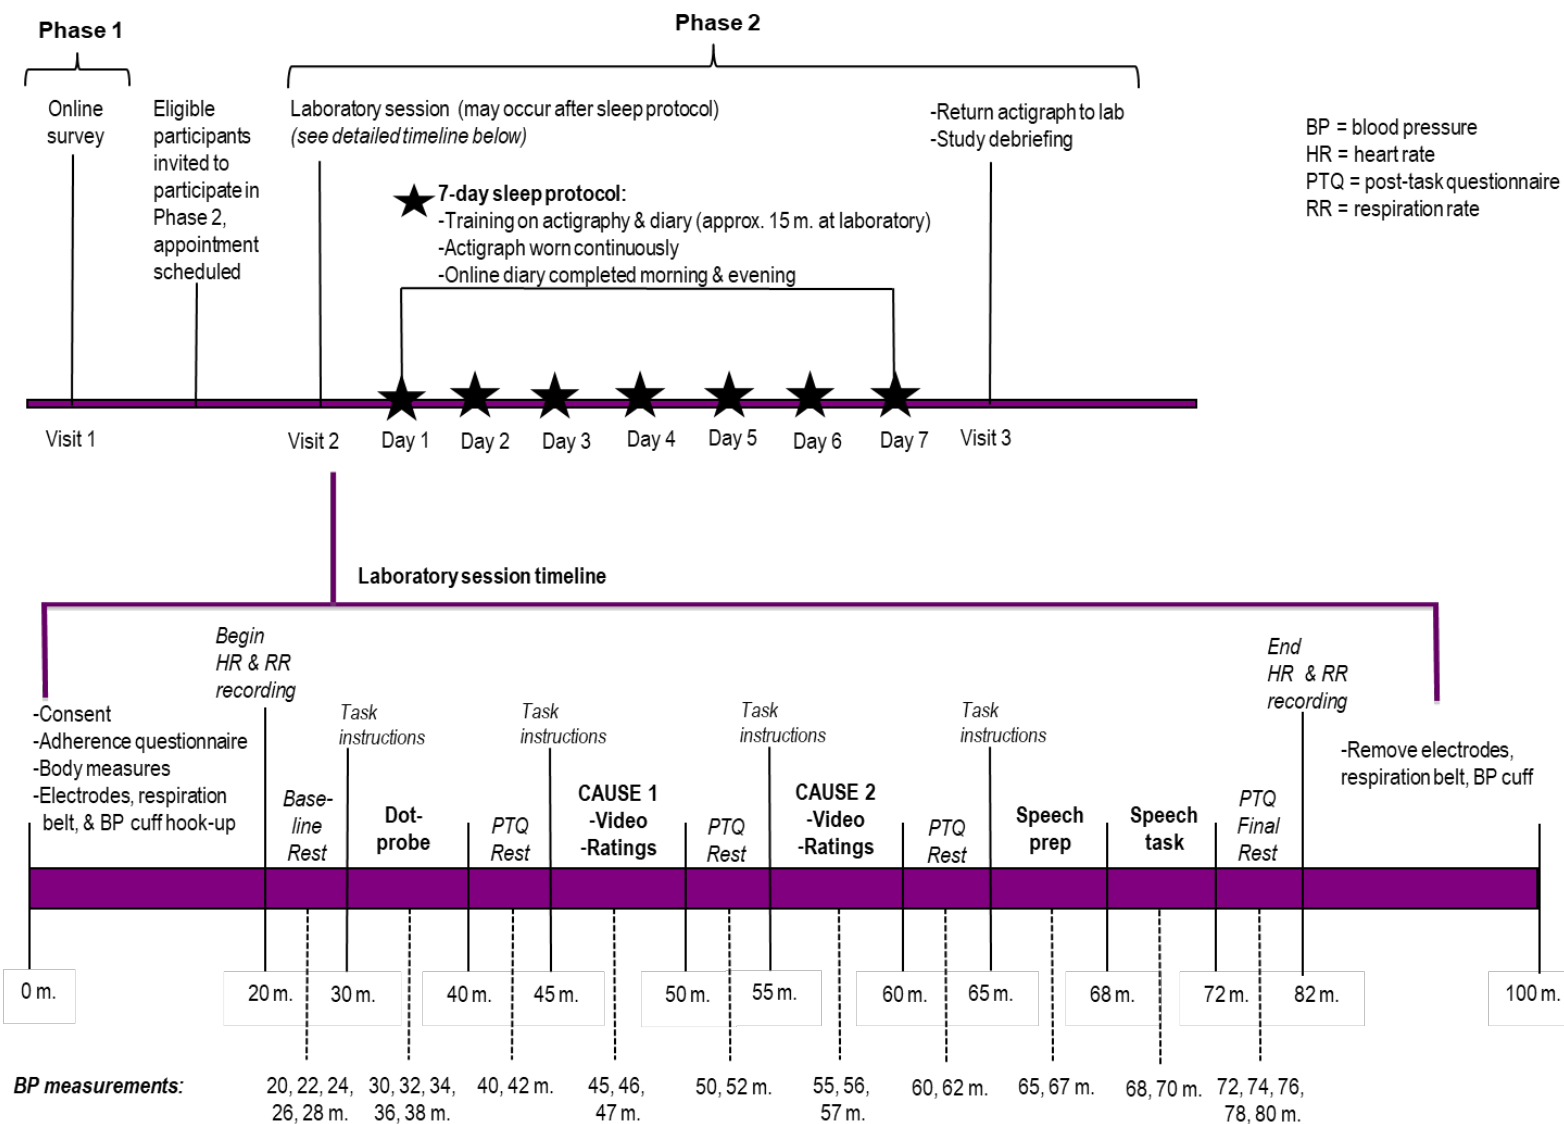 Phase 1
Phase 2
Online
survey
Eligible
participants
invited to
participate in
Phase 2,
appointment
scheduled
Laboratory session (may occur after sleep protocol)
(see detailed timeline below)
7-day sleep protocol:
-Training on actigraphy & diary (approx. 15 m. at laboratory)
-Actigraph worn continuously
-Online diary completed morning & evening
-Return actigraph to lab
-Study debriefing
BP = blood pressure
HR = heart rate
PTQ = post-task questionnaire
RR = respiration rate
Visit 1
Visit 2
Day 1
Day 2
Day 3
Day 4
Day 5
Day 6
Day 7
Visit 3
Laboratory session timeline
-Consent
-Adherence questionnaire
-Body measures
-Electrodes, respiration
belt, & BP cuff hook-up
Begin
HR & RR
recording
Base-
line
Rest
Task
instructions
Dot-
probe
PTQ
Rest
Task
instructions
CAUSE 1
-Video
-Ratings
PTQ
Rest
Task
instructions
CAUSE 2
-Video
-Ratings
PTQ
Rest
Task
instructions
Speech
prep
Speech
task
PTQ
Final
Rest
End
HR & RR
recording
-Remove electrodes,
respiration belt, BP cuff
0 m.
20 m.
30 m.
40 m.
45 m.
50 m.
55 m.
60 m.
65 m.
68 m.
72 m.
82 m.
100 m.
BP measurements:
20, 22, 24,
26, 28 m.
30, 32, 34,
36, 38 m.
40, 42 m.
45, 46,
47 m.
50, 52 m.
55, 56,
57 m.
60, 62 m.
65, 67 m.
68, 70 m.
72, 74, 76,
78, 80 m.